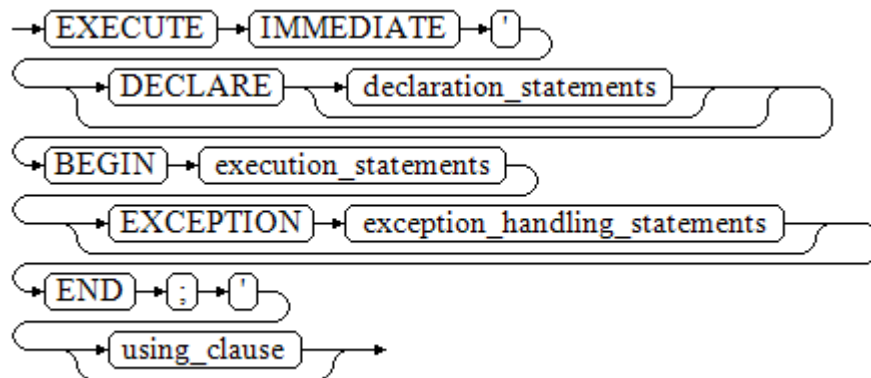 EXECUTE IMMEDIATE '
DECLARE declaration_statements
BEGIN execution_statements
EXCEPTION exception_handling_statements
END ; '
using_clause